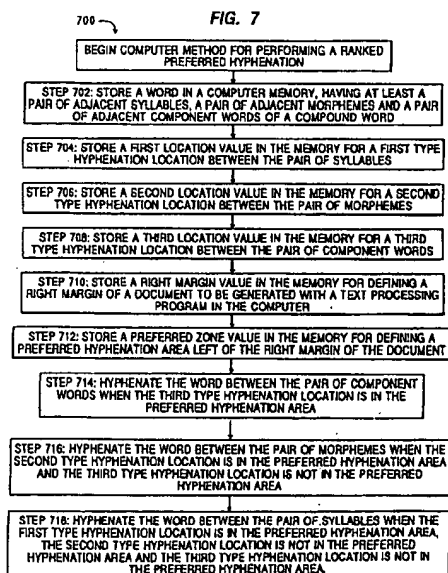 FIG. 7
700
BEGIN COMPUTER METHOD FOR PERFORMING A RANKED
PREFERRED HYPHENATION
STEP 702: STORE A WORD IN A COMPUTER MEMORY, HAVING AT LEAST A
PAIR OF ADJACENT SYLLABLES, A PAIR OF ADJACENT MORPHEMES AND A PAIR
OF ADJACENT COMPONENT WORDS OF A COMPOUND WORD
STEP 704: STORE A FIRST LOCATION VALUE IN THE MEMORY FOR A FIRST
TYPE HYPHENATION LOCATION BETWEEN THE PAIR OF SYLLABLES
STEP 706: STORE A SECOND LOCATION VALUE IN THE MEMORY FOR A SECOND
TYPE HYPHENATION LOCATION BETWEEN THE PAIR OF MORPHEMES
STEP 708: STORE A THIRD LOCATION VALUE IN THE MEMORY FOR A THIRD
TYPE HYPHENATION LOCATION BETWEEN THE PAIR OF COMPONENT WORDS
STEP 710: STORE A RIGHT MARGIN VALUE IN THE MEMORY FOR DEFINING A
RIGHT MARGIN OF A DOCUMENT TO BE GENERATED WITH A TEXT PROCESSING
PROGRAM IN THE COMPUTER
STEP 712: STORE A PREFERRED ZONE VALUE IN THE MEMORY FOR DEFINING A
PREFERRED HYPHENATION AREA LEFT OF THE RIGHT MARGIN OF THE DOCUMENT
STEP 714: HYPHENATE THE WORD BETWEEN THE PAIR OF COMPONENT
WORDS WHEN THE THIRD TYPE HYPHENATION LOCATION IS IN THE
PREFERRED HYPHENATION AREA
STEP 716: HYPHENATE THE WORD BETWEEN THE PAIR OF MORPHEMES WHEN THE
SECOND TYPE HYPHENATION LOCATION IS IN THE PREFERRED HYPHENATION AREA
AND THE THIRD TYPE HYPHENATION LOCATION IS NOT IN THE PREFERRED
HYPHENATION AREA
STEP 718: HYPHENATE THE WORD BETWEEN THE PAIR OF SYLLABLES WHEN THE
FIRST TYPE HYPHENATION LOCATION IS IN THE PREFERRED HYPHENATION AREA,
THE SECOND TYPE HYPHENATION LOCATION IS NOT IN THE PREFERRED
HYPHENATION AREA AND THE THIRD TYPE HYPHENATION LOCATION IS NOT IN
THE PREFERRED HYPHENATION AREA.